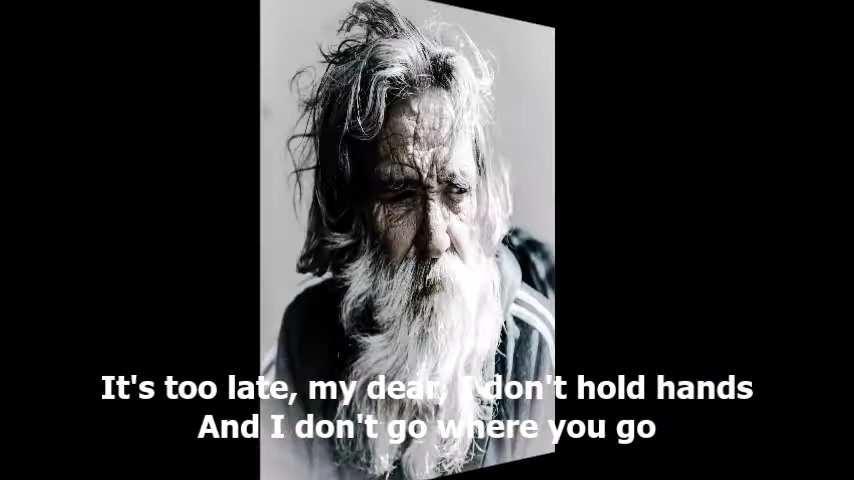 It's too late, my dear, I don't hold hands
And I don't go where you go